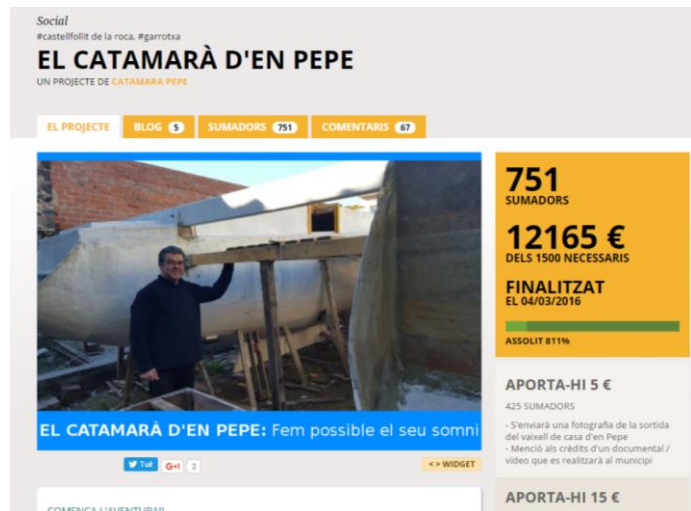 Social
#castellfollit de la roca, #garrotxa
EL CATAMARÀ D'EN PEPE
UN PROJECTE DE CATAMARA PEPE
EL PROJECTE BLOG 5 SUMADORS 751 COMENTARIS 67
EL CATAMARÀ D'EN PEPE: Fem possible el seu somni
Tuit G+1 2 <> WIDGET
COMENÇA L'AVENTURA!!
751
SUMADORS
12165 €
DELS 1500 NECESSARIS
FINALITZAT
EL 04/03/2016
ASSOLIT 811%
APORTA-HI 5 €
425 SUMADORS
- S'enviarà una fotografia de la sortida
del vaixell de casa d'en Pepe
- Menció als crèdits d'un documental /
vídeo que es realitzarà al municipi
APORTA-HI 15 €